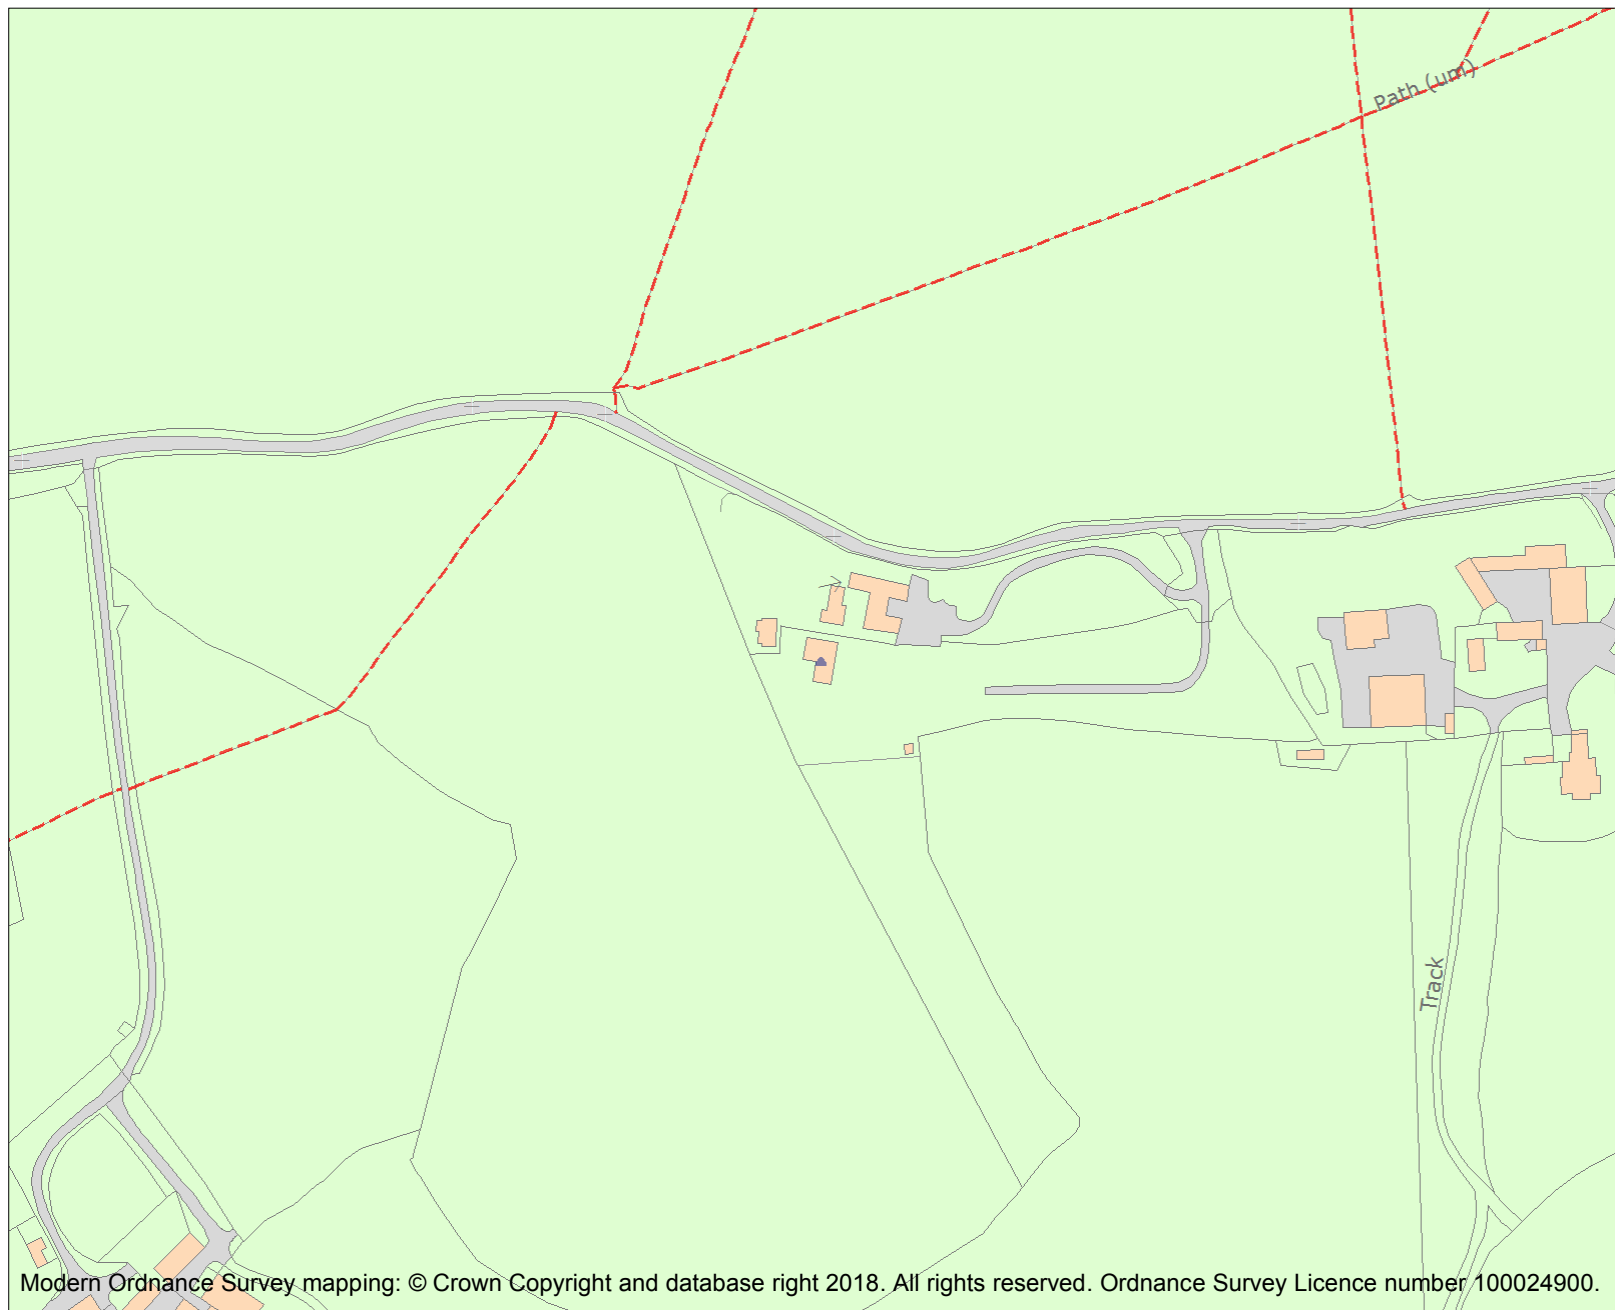 Path (um)
Track
Modern Ordnance Survey mapping: © Crown Copyright and database right 2018. All rights reserved. Ordnance Survey Licence number 100024900.